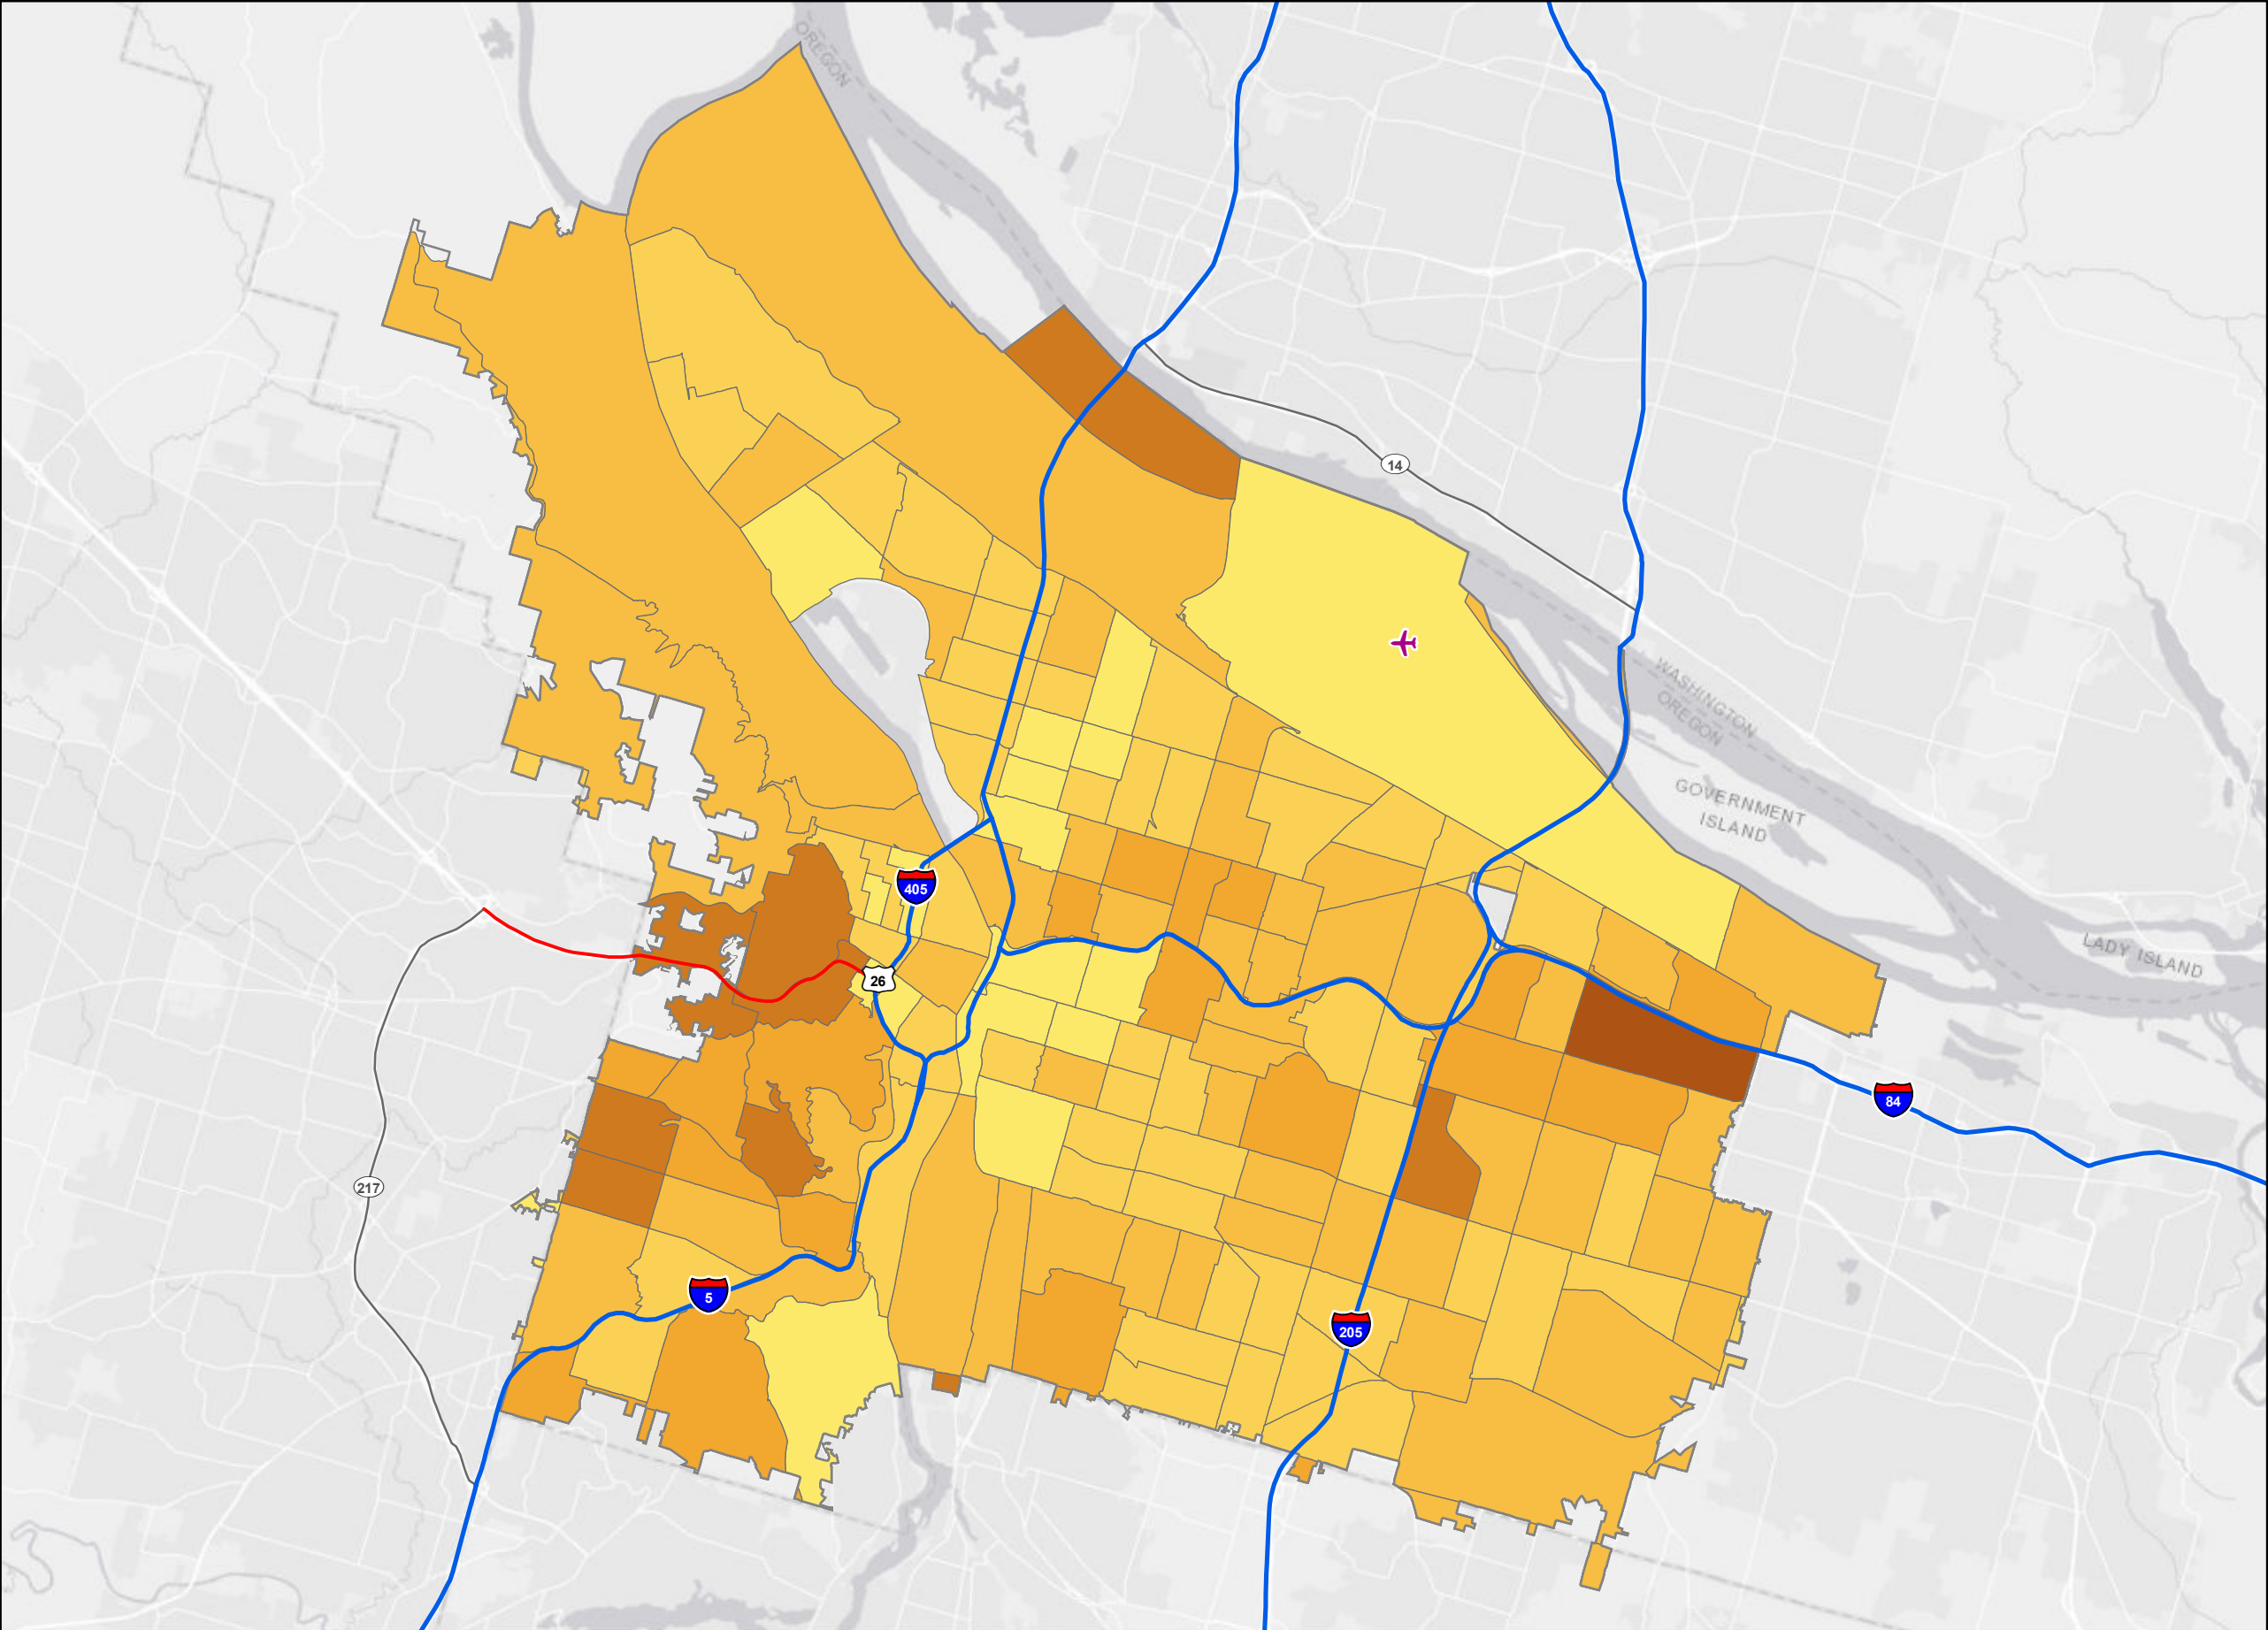 OREGON
14
WASHINGTON
OREGON
GOVERNMENT
ISLAND
405
LADY ISLAND
26
84
217
5
205